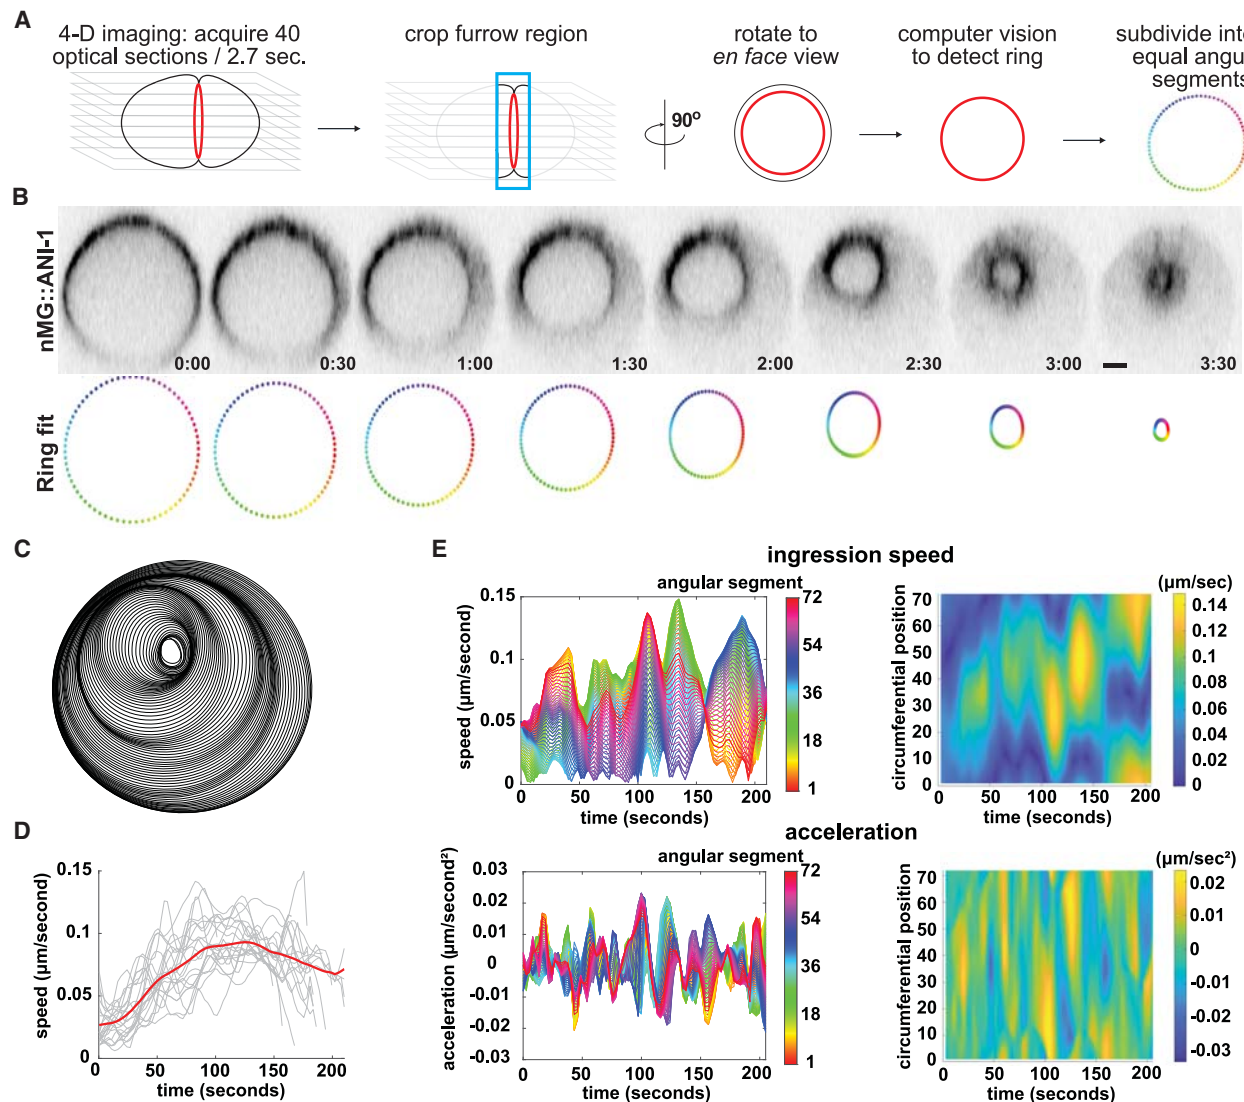 A
4-D imaging: acquire 40
optical sections / 2.7 sec.
crop furrow region
90º
rotate to
en face view
computer vision
to detect ring
subdivide into
equal angu
segments
B
nMG::ANI-1
0:00
0:30
1:00
1:30
2:00
2:30
3:00
3:30
Ring fit
C
D
speed (µm/second)
0.15
0.1
0.05
0
0
50
100
150
200
time (seconds)
E
ingression speed
speed (µm/second)
0.15
0.1
0.05
0
0
50
100
150
200
time (seconds)
angular segment
72
54
36
18
1
circumferential position
70
60
50
40
30
20
10
0
0
50
100
150
200
time (seconds)
(µm/sec)
0.14
0.12
0.1
0.08
0.06
0.04
0.02
0
acceleration
acceleration (µm/second²)
0.03
0.02
0.01
0
-0.01
-0.02
-0.03
0
50
100
150
200
time (seconds)
angular segment
72
54
36
18
1
circumferential position
70
60
50
40
30
20
10
0
0
50
100
150
200
time (seconds)
(µm/sec²)
0.02
0.01
0
-0.01
-0.02
-0.03